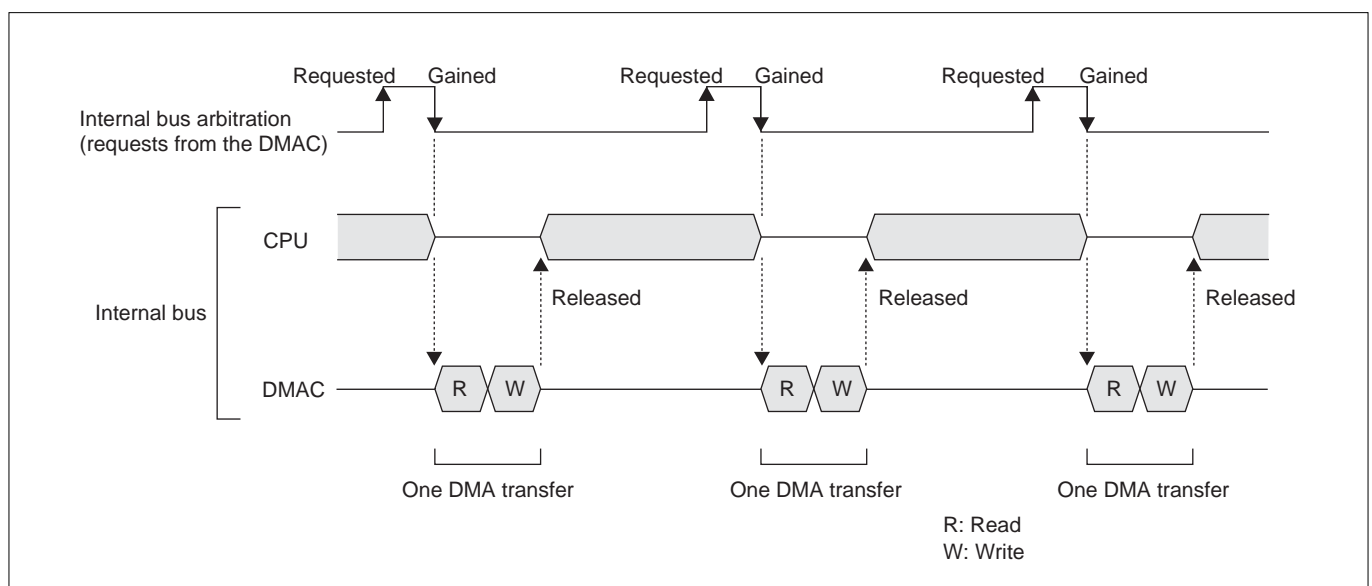 Requested Gained Requested Gained Requested Gained
Internal bus arbitration
(requests from the DMAC)
CPU
Released Released Released
Internal bus
DMAC R W R W R W
One DMA transfer One DMA transfer One DMA transfer
R: Read
W: Write